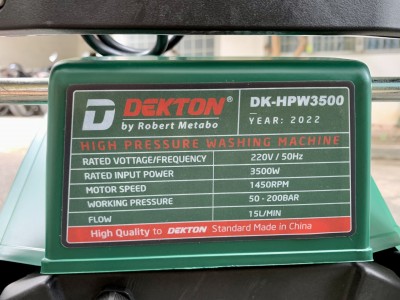 D DEKTON® DK-HPW3500
by Robert Metabo YEAR: 2022
HIGH PRESSURE WASHING MACHINE
RATED VOTTAGE/FREQUENCY 220V / 50Hz
RATED INPUT POWER 3500W
MOTOR SPEED 1450RPM
WORKING PRESSURE 50 - 200BAR
FLOW 15L/MIN
High Quality to DEKTON Standard Made in China